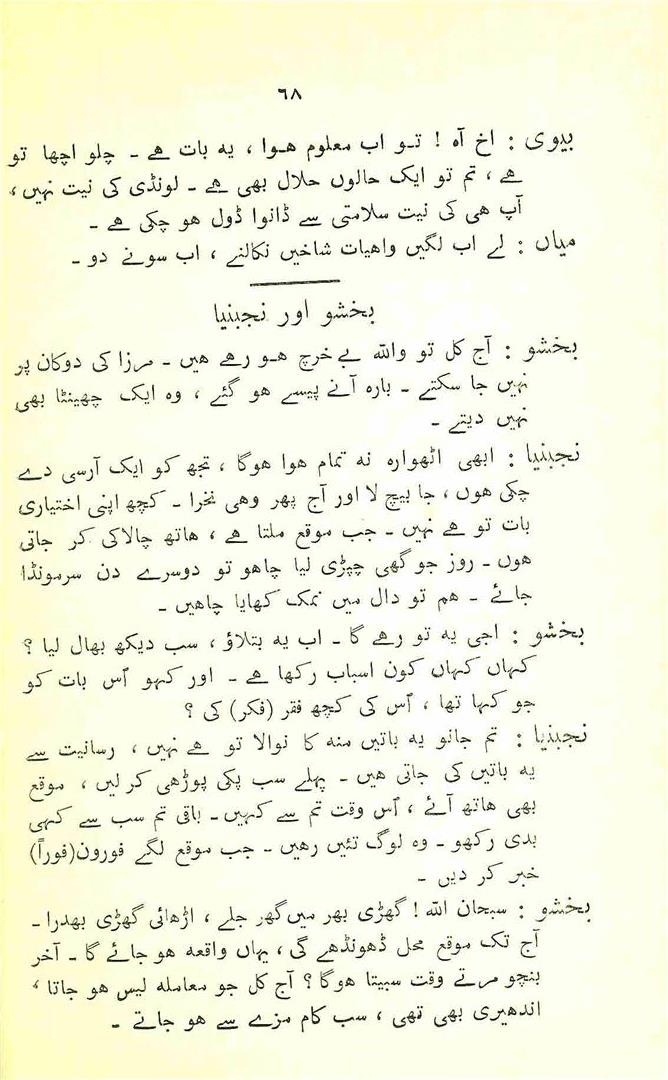 ٦٨
بیوی : اخ آہ ! تـو اب معلوم ہـوا ، یہ بات ہے ۔ چلو اچھا تو
ہے ، تم تو ایک حالوں حلال بھی ہے ۔ لونڈی کی نیت نہیں ،
آپ ہی کی نیت سلامتی سے ڈانوا ڈول ہو چکی ہے ۔
میاں : لے اب لگیں واہیات شاخیں نکالنے ، اب سونے دو ۔
بخشو اور نجبنیا
بخشو : آج کل تو واللہ بے خرچ ہـو رہے ہیں ۔ مرزا کی دوکان پر
نہیں جا سکتے ۔ بارہ آنے پیسے ہو گئے ، وہ ایک چھینٹا بھی
نہیں دیتے ۔
نجبنیا : ابھی اٹھوارہ نہ تمام ہوا ہوگا ، تجھ کو ایک آرسی دے
چکی ہوں ، جا بیچ لا اور آج پھر وہی نخرا ۔ کچھ اپنی اختیاری
بات تو ہے نہیں ۔ جب موقع ملتا ہے ، ہاتھ چالاکی کر جاتی
ہوں ۔ روز جو گھی چپڑی لیا چاہو تو دوسرے دن سرمونڈا
جائے ۔ ہم تو دال میں نمک کھایا چاہیں ۔
بخشو : اجی یہ تو رہے گا ۔ اب یہ بتلاؤ ، سب دیکھ بھال لیا ؟
کہاں کہاں کون اسباب رکھا ہے ۔ اور کہو اُس بات کو
جو کہا تھا ، اُس کی کچھ فقر (فکر) کی ؟
نجبنیا : تم جانو یہ باتیں منہ کا نوالا تو ہے نہیں ، رسانیت سے
یہ باتیں کی جاتی ہیں ۔ پہلے سب پکی پوڑھی کر لیں ، موقع
بھی ہاتھ آئے ، اُس وقت تم سے کہیں ۔ باقی تم سب سے کہی
بدی رکھو ۔ وہ لوگ تئیں رہیں ۔ جب موقع لگے فورون (فوراً)
خبر کر دیں ۔
بخشو : سبحان اللہ ! گھڑی بھر میں گھر جلے ، اڑھائی گھڑی بھدرا ۔
آج تک موقع محل ڈھونڈھے گی ، یہاں واقعہ ہو جائے گا ۔ آخر
بنچو مرتے وقت سبیتا ہوگا ؟ آج کل جو معاملہ لیس ہو جاتا ،
اندھیری بھی تھی ، سب کام مزے سے ہو جاتے ۔